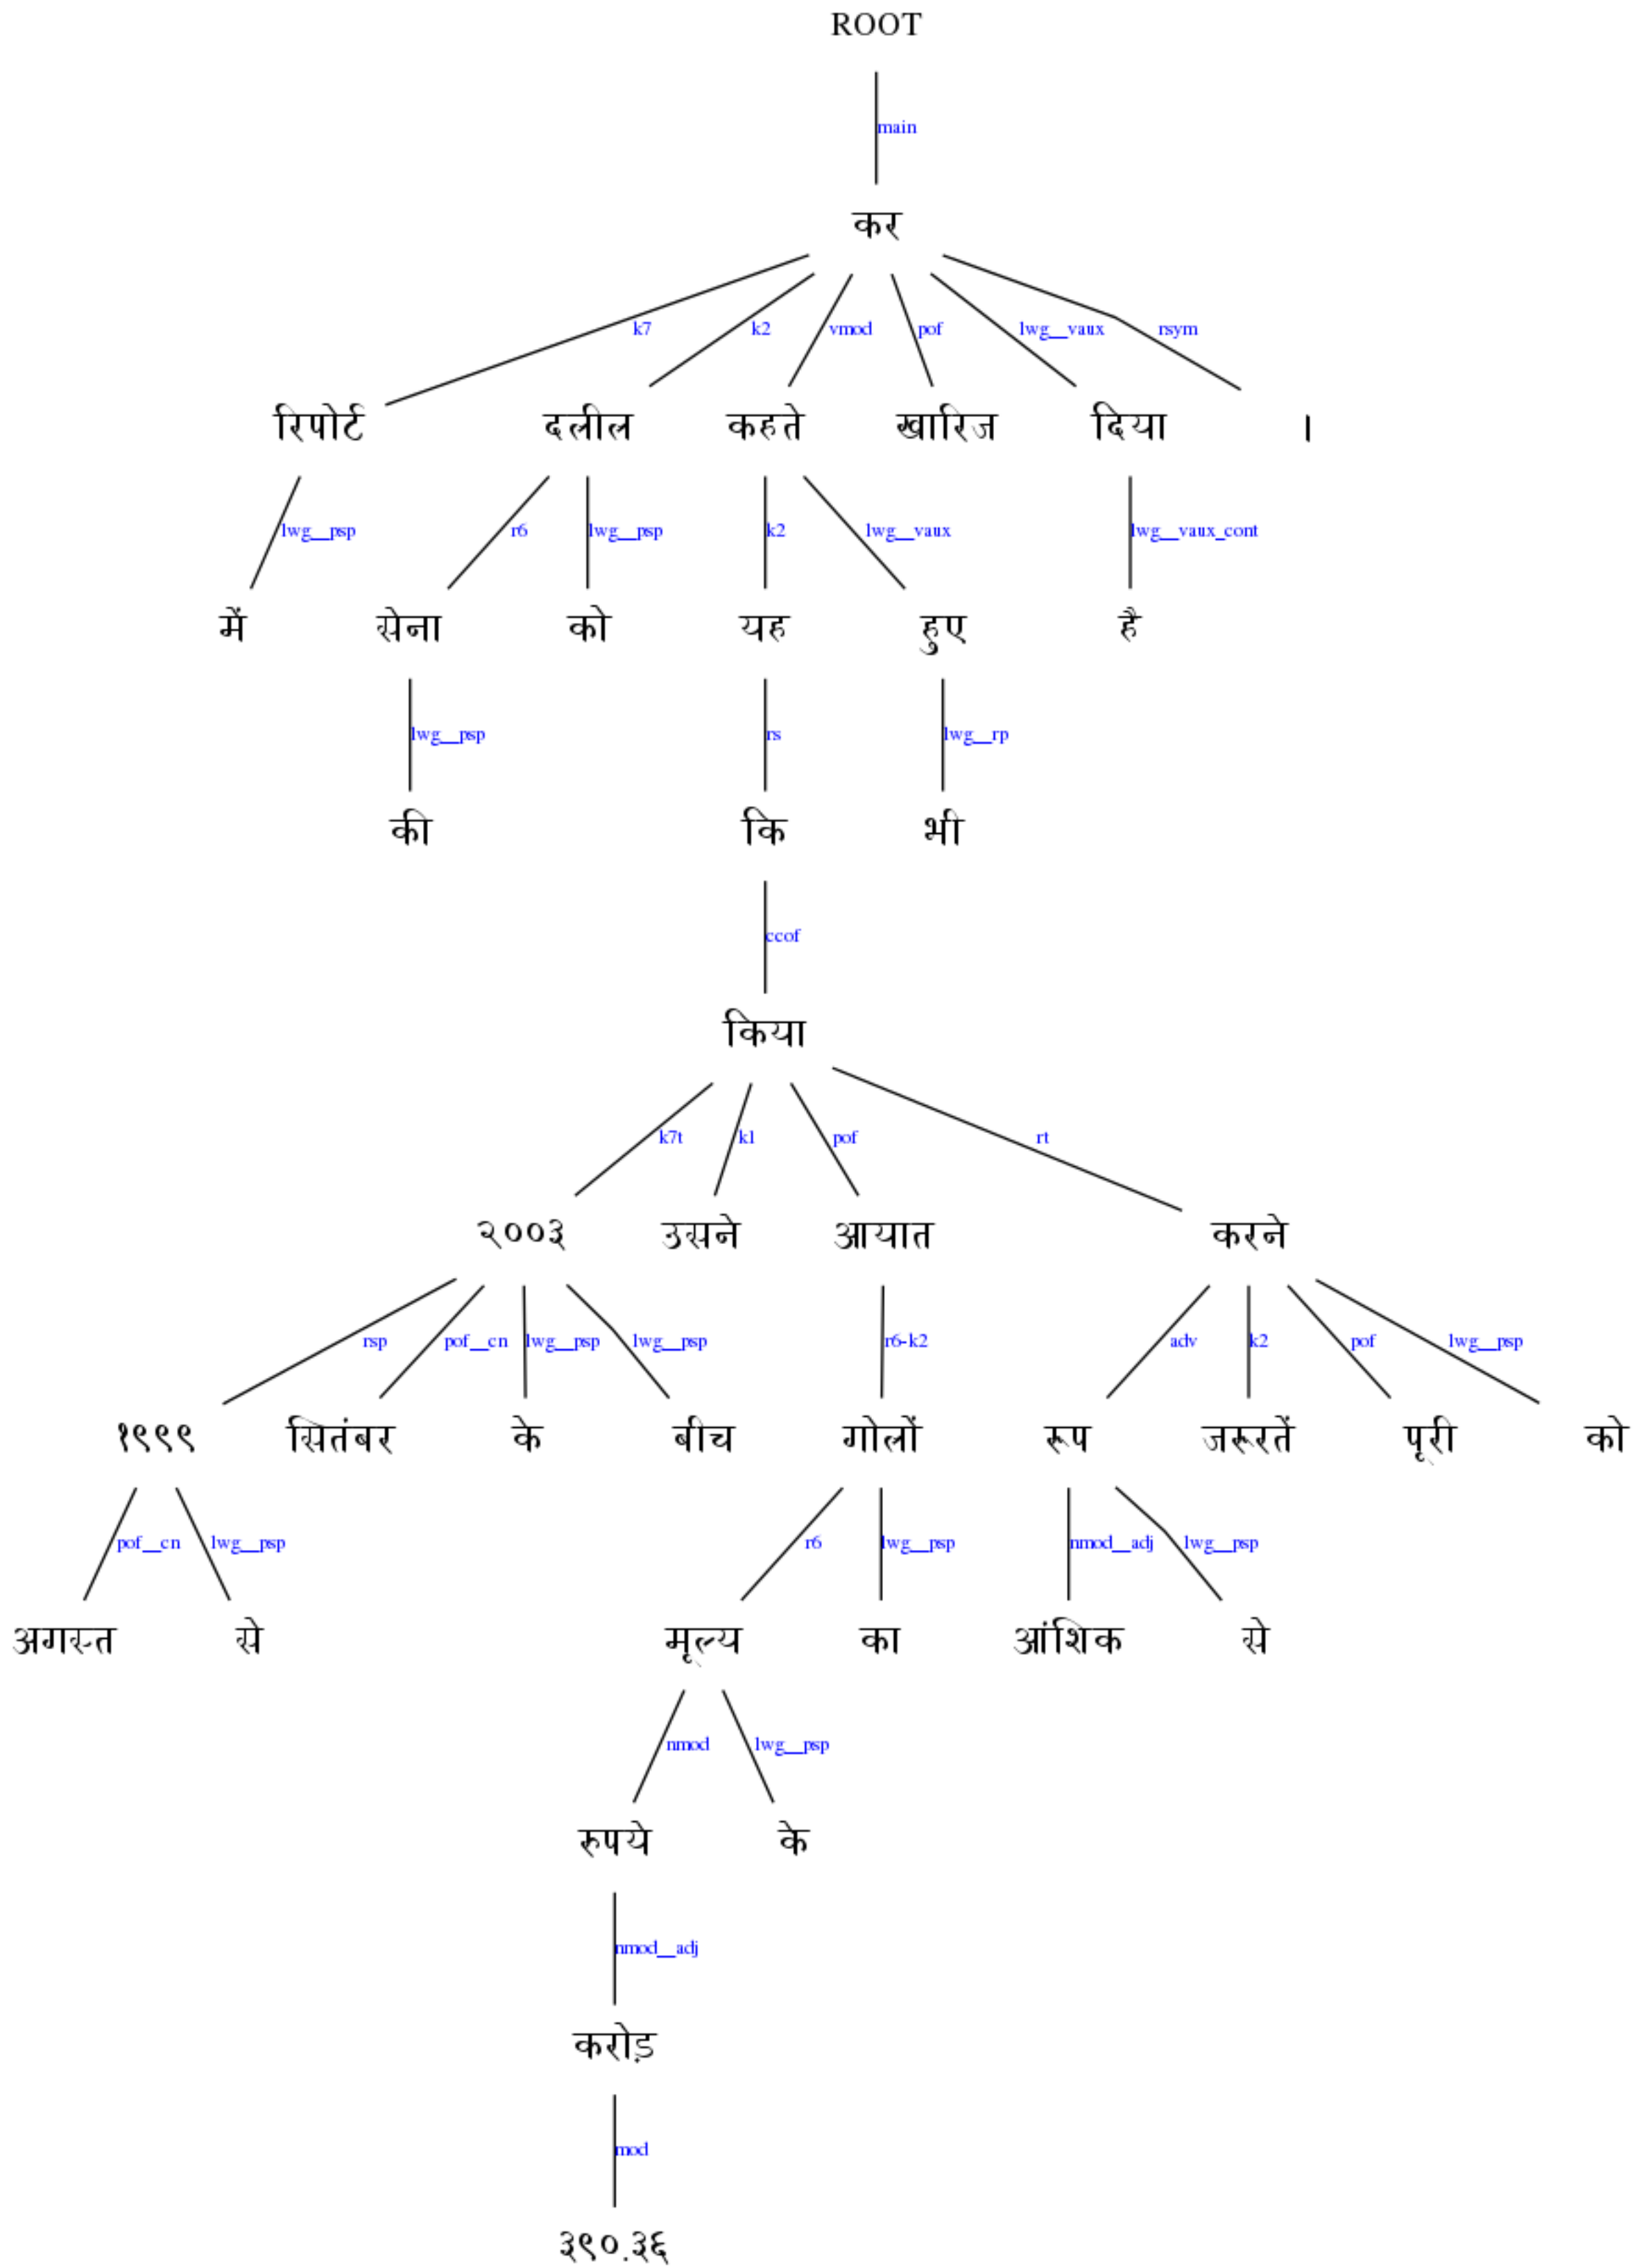 ROOT
main
कर
k7 k2 vmod pof lwg__vaux rsym
रिपोर्ट दलील कहते खारिज दिया ।
lwg__psp r6 lwg__psp k2 lwg__vaux lwg__vaux_cont
में सेना को यह हुए है
lwg__psp rs lwg__rp
की कि भी
ccof
किया
k7t k1 pof rt
२००३ उसने आयात करने
rsp pof__cn lwg__psp lwg__psp r6-k2 adv k2 pof lwg__psp
१९९९ सितंबर के बीच गोलों रूप जरूरतें पूरी को
pof__cn lwg__psp r6 lwg__psp nmod__adj lwg__psp
अगस्त से मूल्य का आंशिक से
nmod lwg__psp
रुपये के
nmod__adj
करोड़
mod
३९०.३६